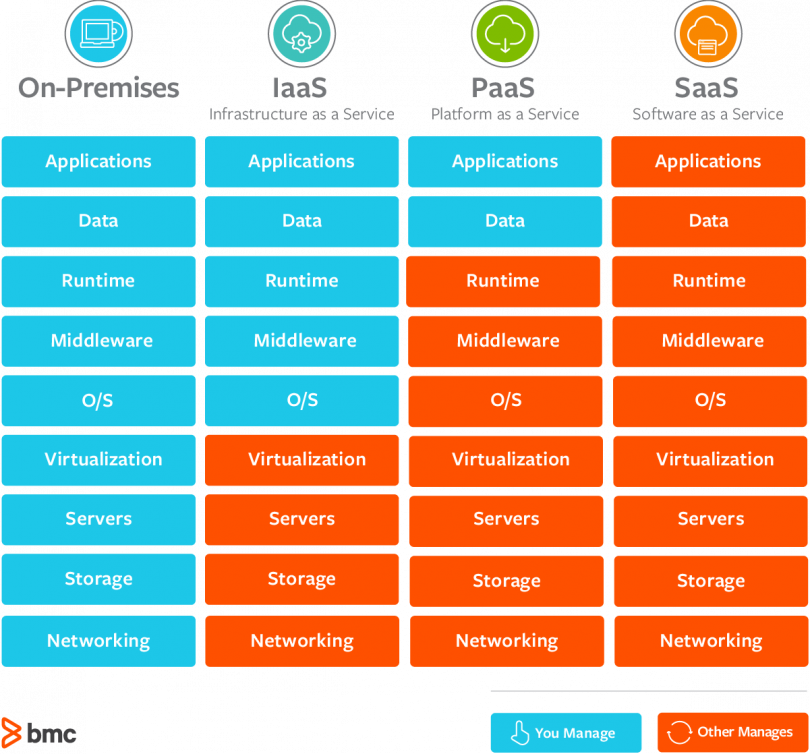 On-Premises
IaaS
Infrastructure as a Service
PaaS
Platform as a Service
SaaS
Software as a Service
Applications Applications Applications Applications
Data Data Data Data
Runtime Runtime Runtime Runtime
Middleware Middleware Middleware Middleware
O/S O/S O/S O/S
Virtualization Virtualization Virtualization Virtualization
Servers Servers Servers Servers
Storage Storage Storage Storage
Networking Networking Networking Networking
bmc
You Manage
Other Manages